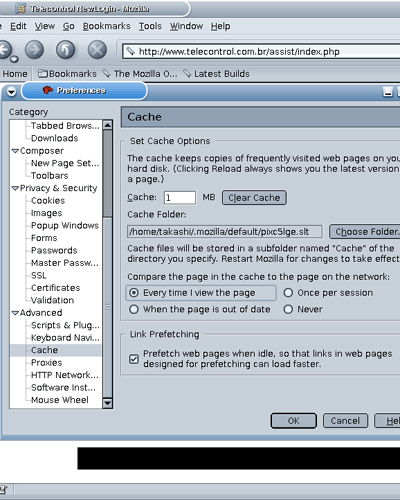 Telecontrol NewLogin - Mozilla
Edit View Go Bookmarks Tools Window Help
http://www.telecontrol.com.br/assist/index.php
Home Bookmarks The Mozilla O... Latest Builds
Preferences
Category
Tabbed Brows...
Downloads
Composer
New Page Set...
Toolbars
Privacy & Security
Cookies
Images
Popup Windows
Forms
Passwords
Master Passw...
SSL
Certificates
Validation
Advanced
Scripts & Plug...
Keyboard Navi...
Cache
Proxies
HTTP Network...
Software Inst...
Mouse Wheel
Cache
Set Cache Options
The cache keeps copies of frequently visited web pages on you
hard disk. (Clicking Reload always shows you the latest version
a page.)
Cache: 1 MB Clear Cache
Cache Folder:
/home/takashi/.mozilla/default/pixc5lge.slt Choose Folder.
Cache files will be stored in a subfolder named "Cache" of the
directory you specify. Restart Mozilla for changes to take effect
Compare the page in the cache to the page on the network:
Every time I view the page Once per session
When the page is out of date Never
Link Prefetching
Prefetch web pages when idle, so that links in web pages
designed for prefetching can load faster.
OK Cancel Hel